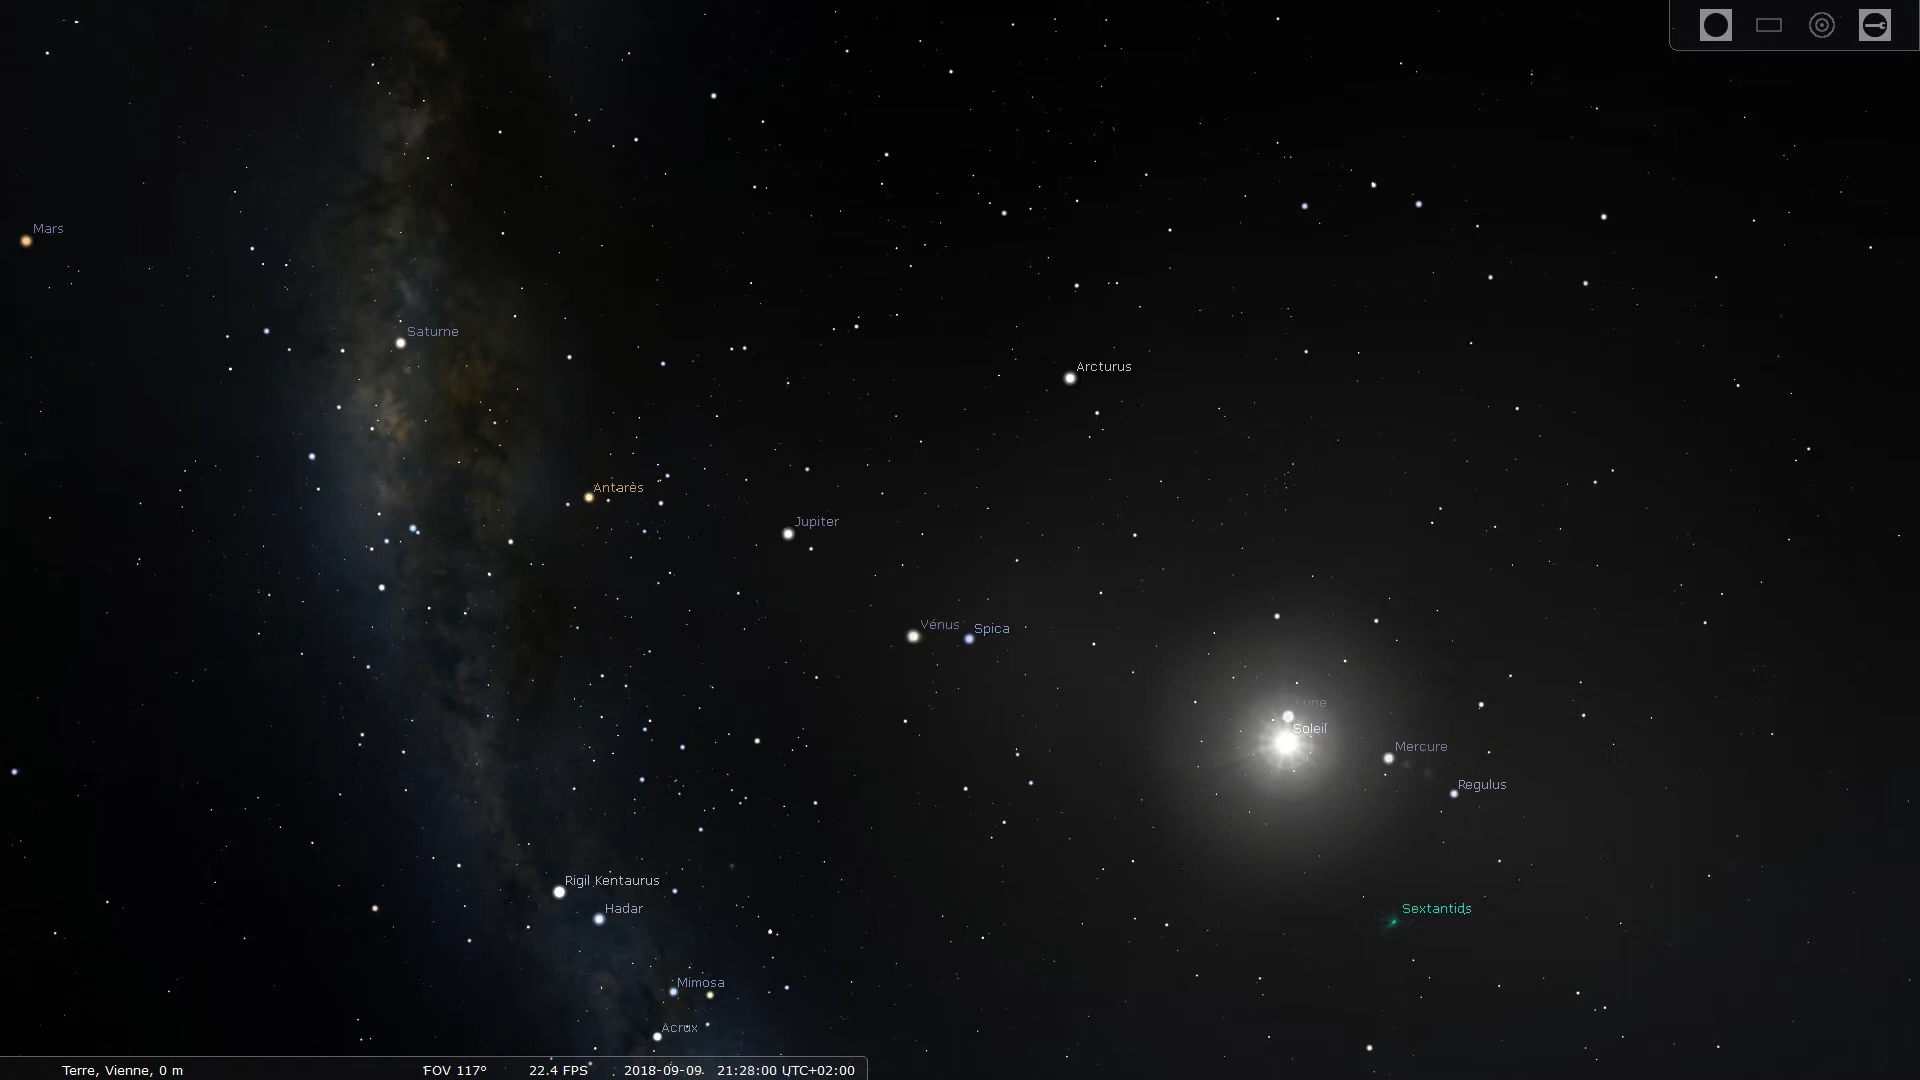 Mars
Saturne
Arcturus
Antarès
Jupiter
Vénus
Spica
Lune
Soleil
Mercure
Regulus
Rigil Kentaurus
Hadar
Sextantids
Mimosa
Acrux
Terre, Vienne, 0 m FOV 117° 22.4 FPS 2018-09-09 21:28:00 UTC+02:00